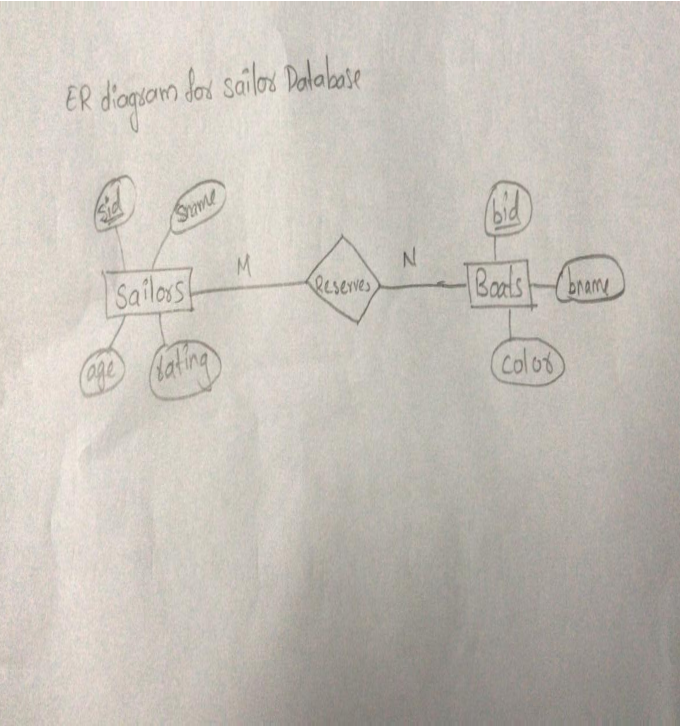 ER diagram for sailor Database
sid
sname
bid
M
N
Sailors
Reserves
Boats
bname
age
rating
color